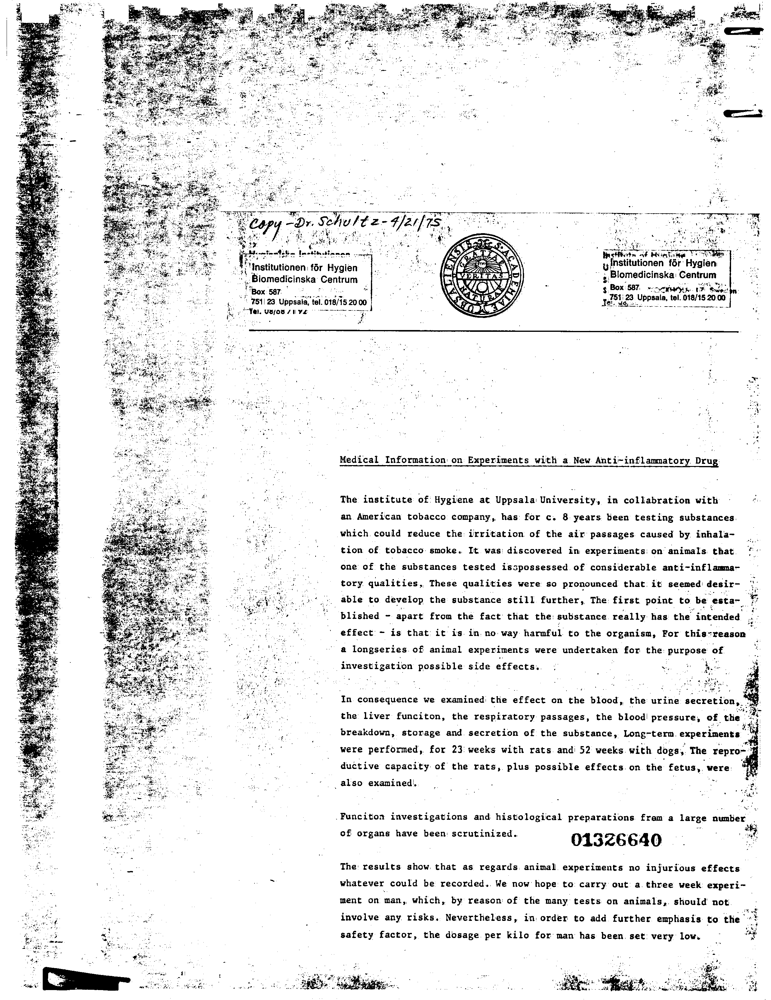 Copy - Dr. Schultz - 4/21/75
Institutionen för Hygien
Biomedicinska Centrum
Box 587
751 23 Uppsala, tel. 018/15 20 00
VERITAS
Institutionen för Hygien
Biomedicinska Centrum
Box 587
751 23 Uppsala, tel. 018/15 20 00
Medical Information on Experiments with a New Anti-inflammatory Drug
The institute of Hygiene at Uppsala University, in collabration with
an American tobacco company, has for c. 8 years been testing substances
which could reduce the irritation of the air passages caused by inhala-
tion of tobacco smoke. It was discovered in experiments on animals that
one of the substances tested is possessed of considerable anti-inflamma-
tory qualities, These qualities were so pronounced that it seemed desir-
able to develop the substance still further, The first point to be esta-
blished - apart from the fact that the substance really has the intended
effect - is that it is in no way harmful to the organism, For this reason
a longseries of animal experiments were undertaken for the purpose of
investigation possible side effects.
In consequence we examined the effect on the blood, the urine secretion,
the liver funciton, the respiratory passages, the blood pressure, of the
breakdown, storage and secretion of the substance, Long-term experiments
were performed, for 23 weeks with rats and 52 weeks with dogs, The repro-
ductive capacity of the rats, plus possible effects on the fetus, were
also examined.
Funciton investigations and histological preparations from a large number
of organs have been scrutinized.
01326640
The results show that as regards animal experiments no injurious effects
whatever could be recorded. We now hope to carry out a three week experi-
ment on man, which, by reason of the many tests on animals, should not
involve any risks. Nevertheless, in order to add further emphasis to the
safety factor, the dosage per kilo for man has been set very low.